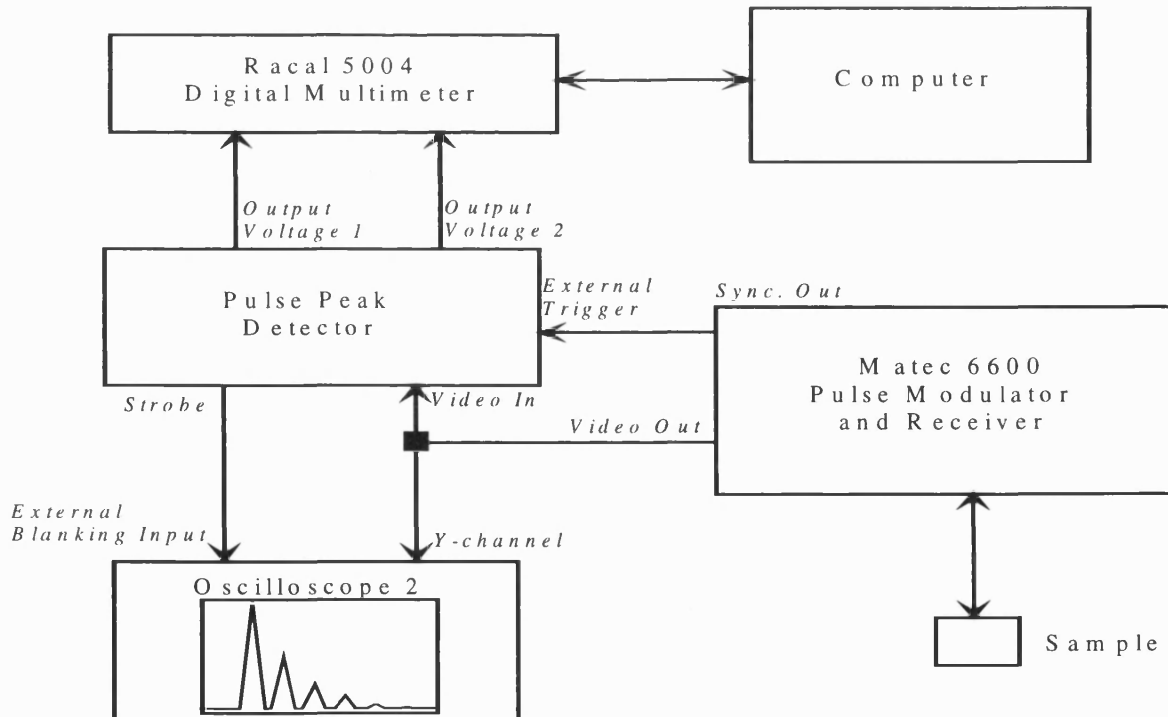 Racal 5004
Digital Multimeter
Computer
Output
Voltage 1
Output
Voltage 2
Pulse Peak
Detector
External
Trigger
Sync. Out
Matec 6600
Pulse Modulator
and Receiver
Strobe
Video In
Video Out
External
Blanking Input
Y-channel
Oscilloscope 2
Sample